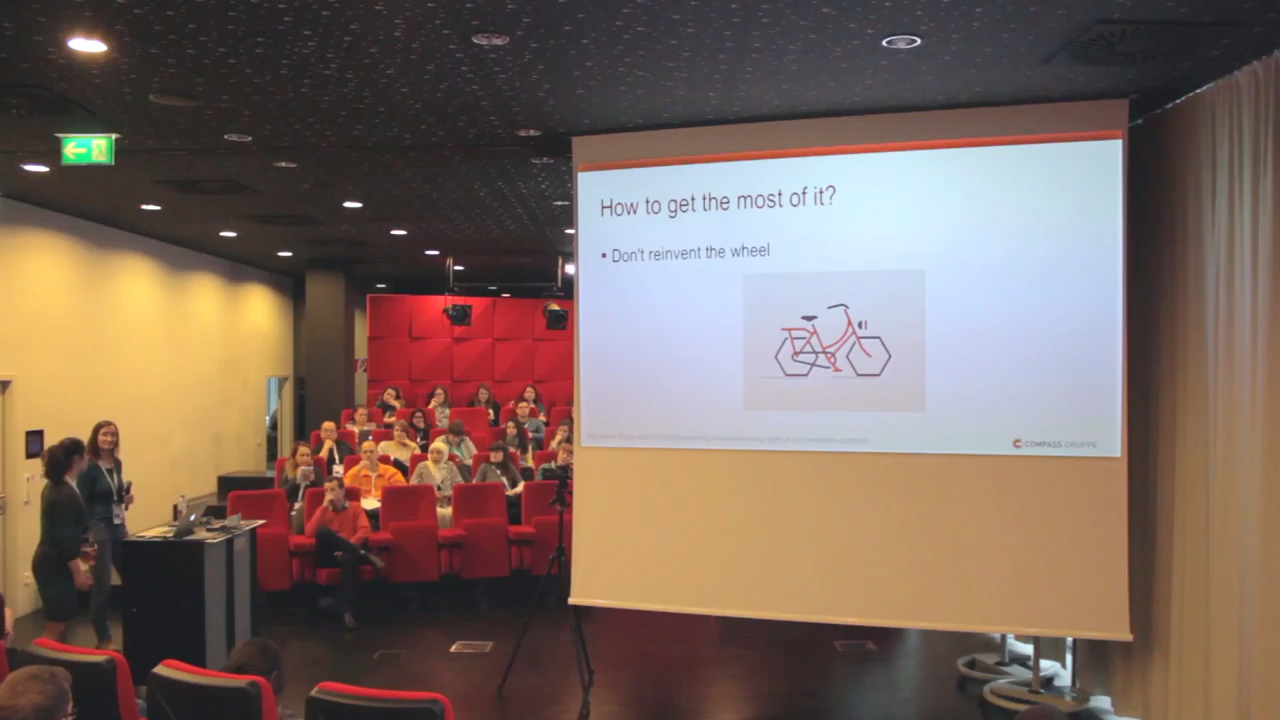 How to get the most of it?
▪ Don't reinvent the wheel
COMPASS GRUPPE